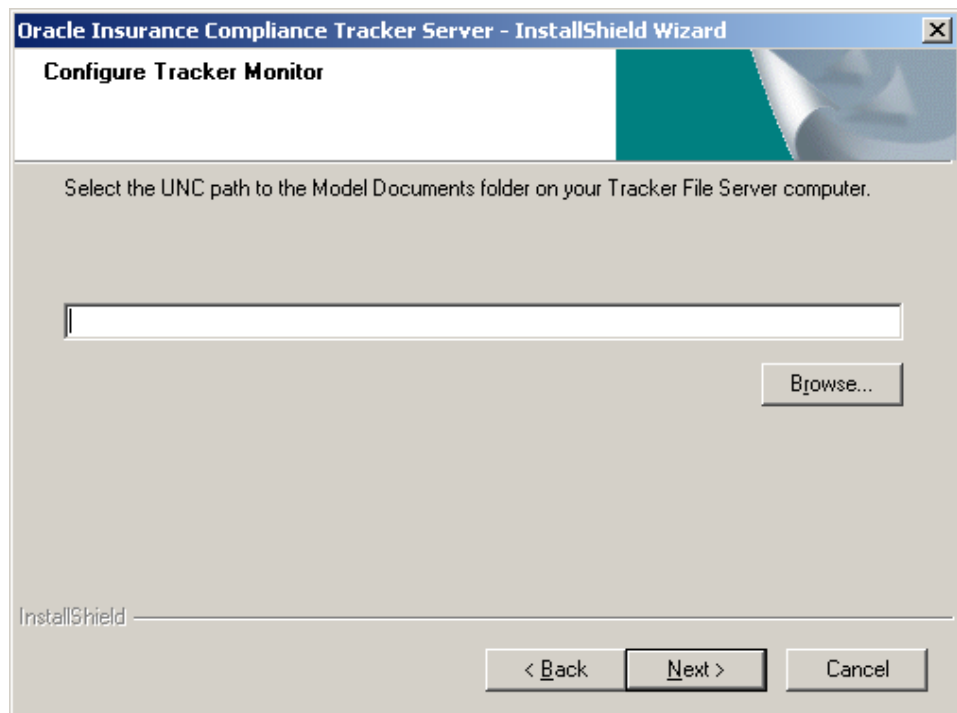 Oracle Insurance Compliance Tracker Server - InstallShield Wizard
Configure Tracker Monitor
Select the UNC path to the Model Documents folder on your Tracker File Server computer.
Browse...
InstallShield
< Back
Next >
Cancel